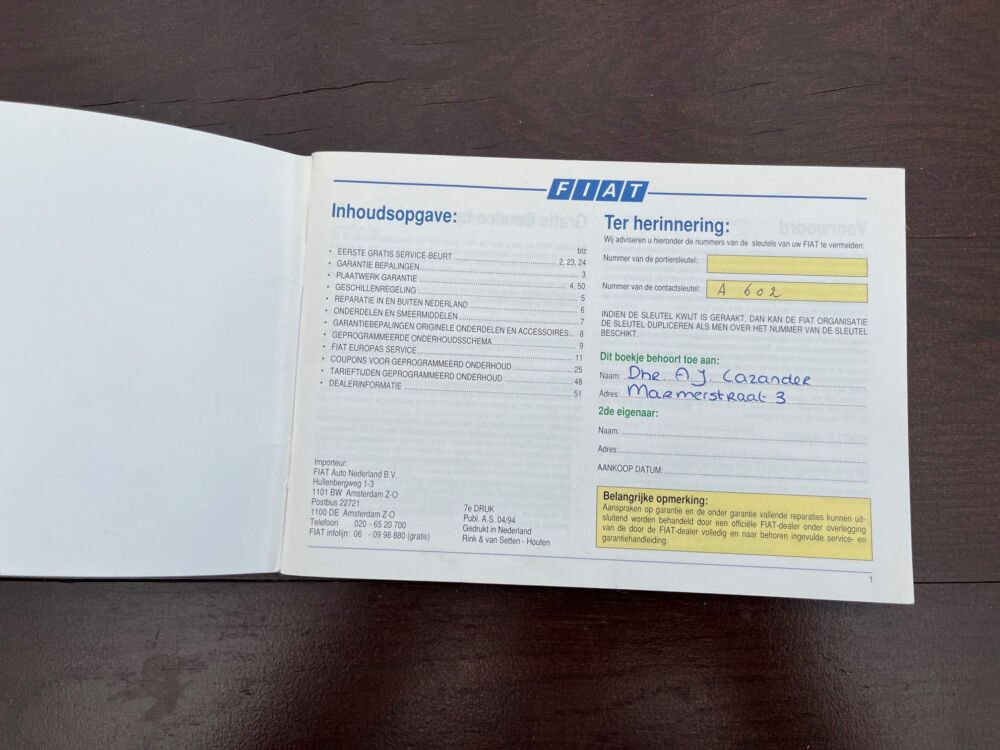 FIAT
Inhoudsopgave:
blz
• EERSTE GRATIS SERVICE-BEURT 2, 23, 24
• GARANTIE BEPALINGEN 3
• PLAATWERK GARANTIE 4, 50
• GESCHILLENREGELING 5
• REPARATIE IN EN BUITEN NEDERLAND 6
• ONDERDELEN EN SMEERMIDDELEN 7
• GARANTIEBEPALINGEN ORIGINELE ONDERDELEN EN ACCESSOIRES... 8
• GEPROGRAMMEERDE ONDERHOUDSSCHEMA 9
• FIAT EUROPAS SERVICE 11
• COUPONS VOOR GEPROGRAMMEERD ONDERHOUD 25
• TARIEFTIJDEN GEPROGRAMMEERD ONDERHOUD 48
• DEALERINFORMATIE 51
Importeur:
FIAT Auto Nederland B.V.
Hullenbergweg 1-3
1101 BW Amsterdam Z-O
Postbus 22721
1100 DE Amsterdam Z-O
Telefoon 020 - 65 20 700
FIAT infolijn: 06 - 09 98 880 (gratis)
7e DRUK
Publ. A.S. 04/94
Gedrukt in Nederland
Rink & van Setten - Houten
Ter herinnering:
Wij adviseren u hieronder de nummers van de sleutels van uw FIAT te vermelden:
Nummer van de portiersleutel:
Nummer van de contactsleutel: A 602
INDIEN DE SLEUTEL KWIJT IS GERAAKT, DAN KAN DE FIAT ORGANISATIE
DE SLEUTEL DUPLICEREN ALS MEN OVER HET NUMMER VAN DE SLEUTEL
BESCHIKT.
Dit boekje behoort toe aan:
Naam: Dhr. A J. Cazander
Adres: Marmerstraat 3
2de eigenaar:
Naam:
Adres:
AANKOOP DATUM:
Belangrijke opmerking:
Aanspraken op garantie en de onder garantie vallende reparaties kunnen uit-
sluitend worden behandeld door een officiële FIAT-dealer onder overlegging
van de door de FIAT-dealer volledig en naar behoren ingevulde service- en
garantiehandleiding.
1